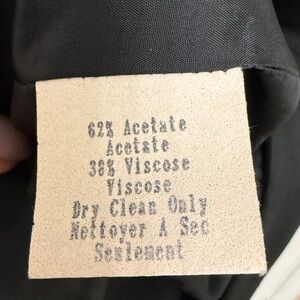 62% Acetate
Acetate
38% Viscose
Viscose
Dry Clean Only
Nettoyer A Sec
Seulement